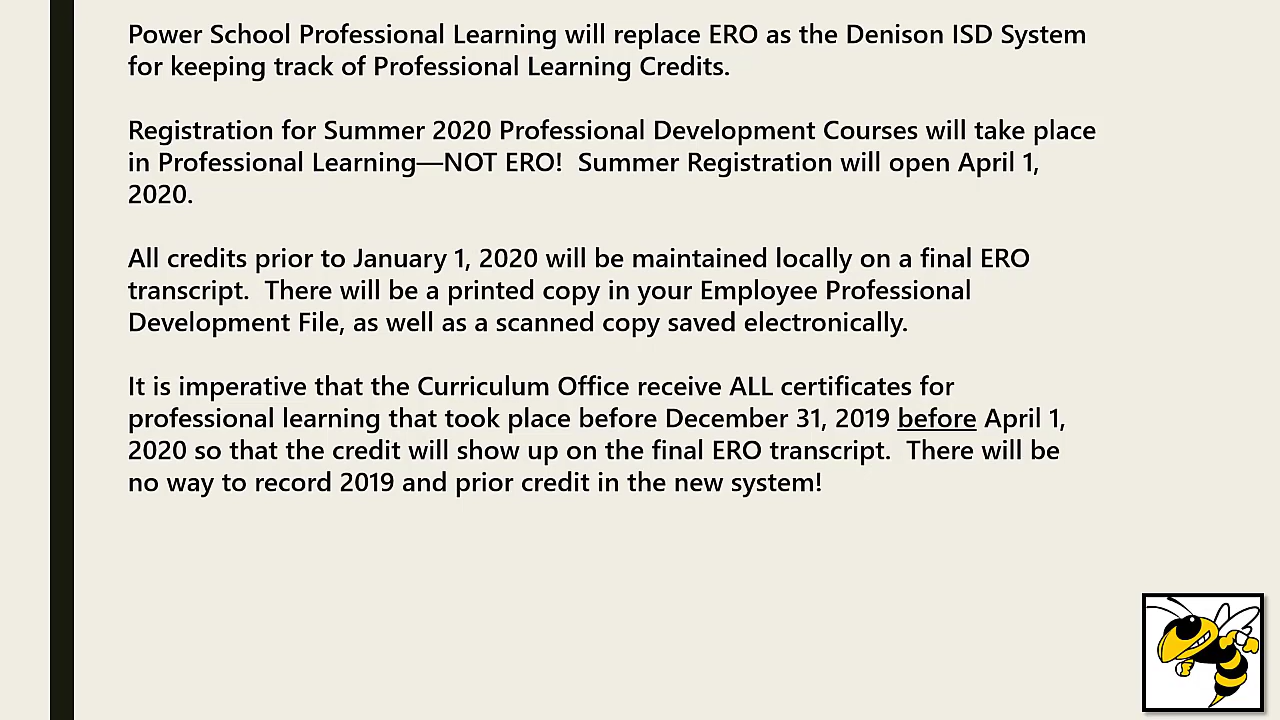 Power School Professional Learning will replace ERO as the Denison ISD System
for keeping track of Professional Learning Credits.
Registration for Summer 2020 Professional Development Courses will take place
in Professional Learning—NOT ERO!  Summer Registration will open April 1,
2020.
All credits prior to January 1, 2020 will be maintained locally on a final ERO
transcript.  There will be a printed copy in your Employee Professional
Development File, as well as a scanned copy saved electronically.
It is imperative that the Curriculum Office receive ALL certificates for
professional learning that took place before December 31, 2019 before April 1,
2020 so that the credit will show up on the final ERO transcript.  There will be
no way to record 2019 and prior credit in the new system!